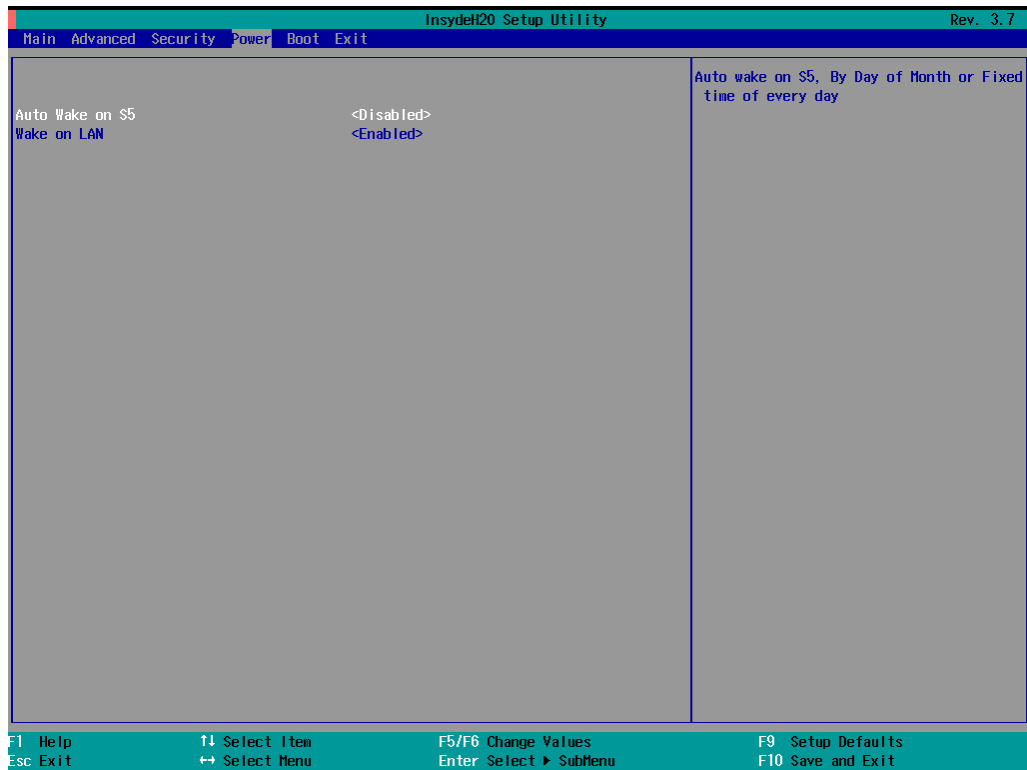 InsydeH2O Setup Utility Rev. 3.7
Main Advanced Security Power Boot Exit
Auto Wake on S5 <Disabled>
Wake on LAN <Enabled>
Auto wake on S5, By Day of Month or Fixed
time of every day
F1 Help ↑↓ Select Item F5/F6 Change Values F9 Setup Defaults
Esc Exit ↔ Select Menu Enter Select ▶ SubMenu F10 Save and Exit